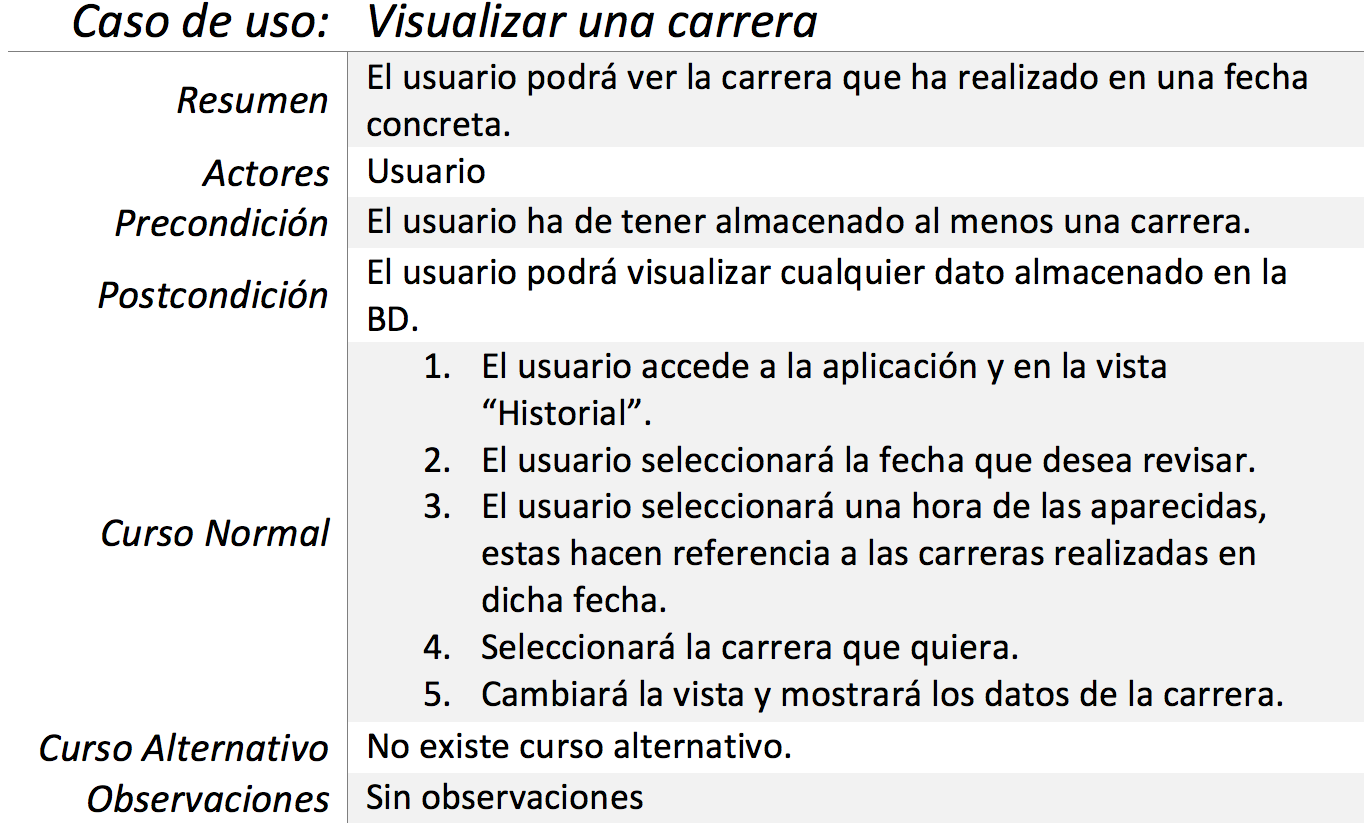 Caso de uso: Visualizar una carrera
Resumen El usuario podrá ver la carrera que ha realizado en una fecha
concreta.
Actores Usuario
Precondición El usuario ha de tener almacenado al menos una carrera.
Postcondición El usuario podrá visualizar cualquier dato almacenado en la
BD.
Curso Normal 1. El usuario accede a la aplicación y en la vista
“Historial”.
2. El usuario seleccionará la fecha que desea revisar.
3. El usuario seleccionará una hora de las aparecidas,
estas hacen referencia a las carreras realizadas en
dicha fecha.
4. Seleccionará la carrera que quiera.
5. Cambiará la vista y mostrará los datos de la carrera.
Curso Alternativo No existe curso alternativo.
Observaciones Sin observaciones